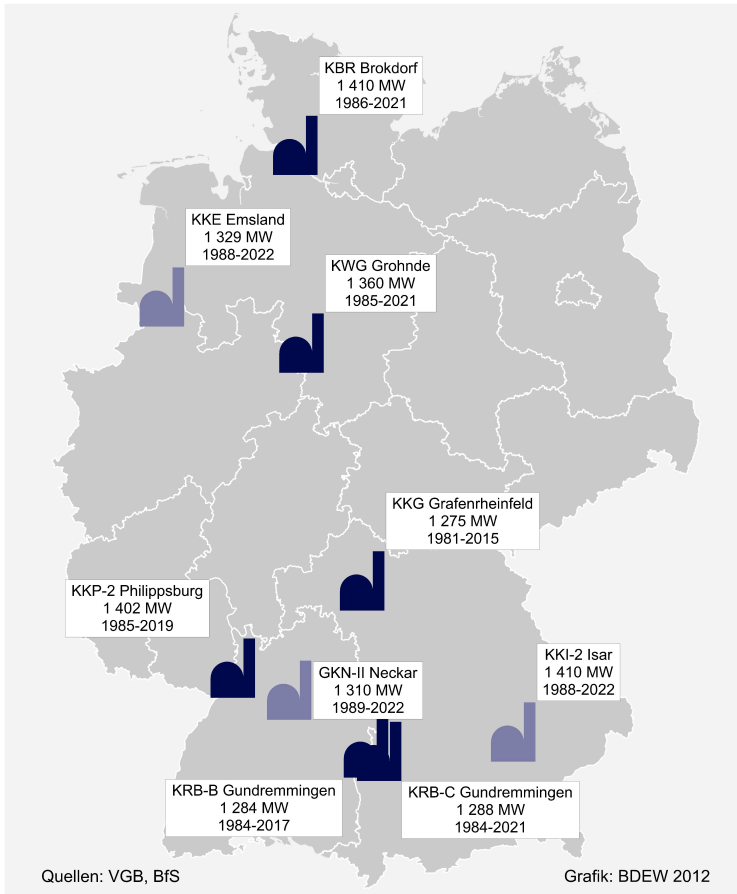 KBR Brokdorf
1 410 MW
1986-2021
KKE Emsland
1 329 MW
1988-2022
KWG Grohnde
1 360 MW
1985-2021
KKG Grafenrheinfeld
1 275 MW
1981-2015
KKP-2 Philippsburg
1 402 MW
1985-2019
KKI-2 Isar
1 410 MW
1988-2022
GKN-II Neckar
1 310 MW
1989-2022
KRB-B Gundremmingen
1 284 MW
1984-2017
KRB-C Gundremmingen
1 288 MW
1984-2021
Quellen: VGB, BfS
Grafik: BDEW 2012